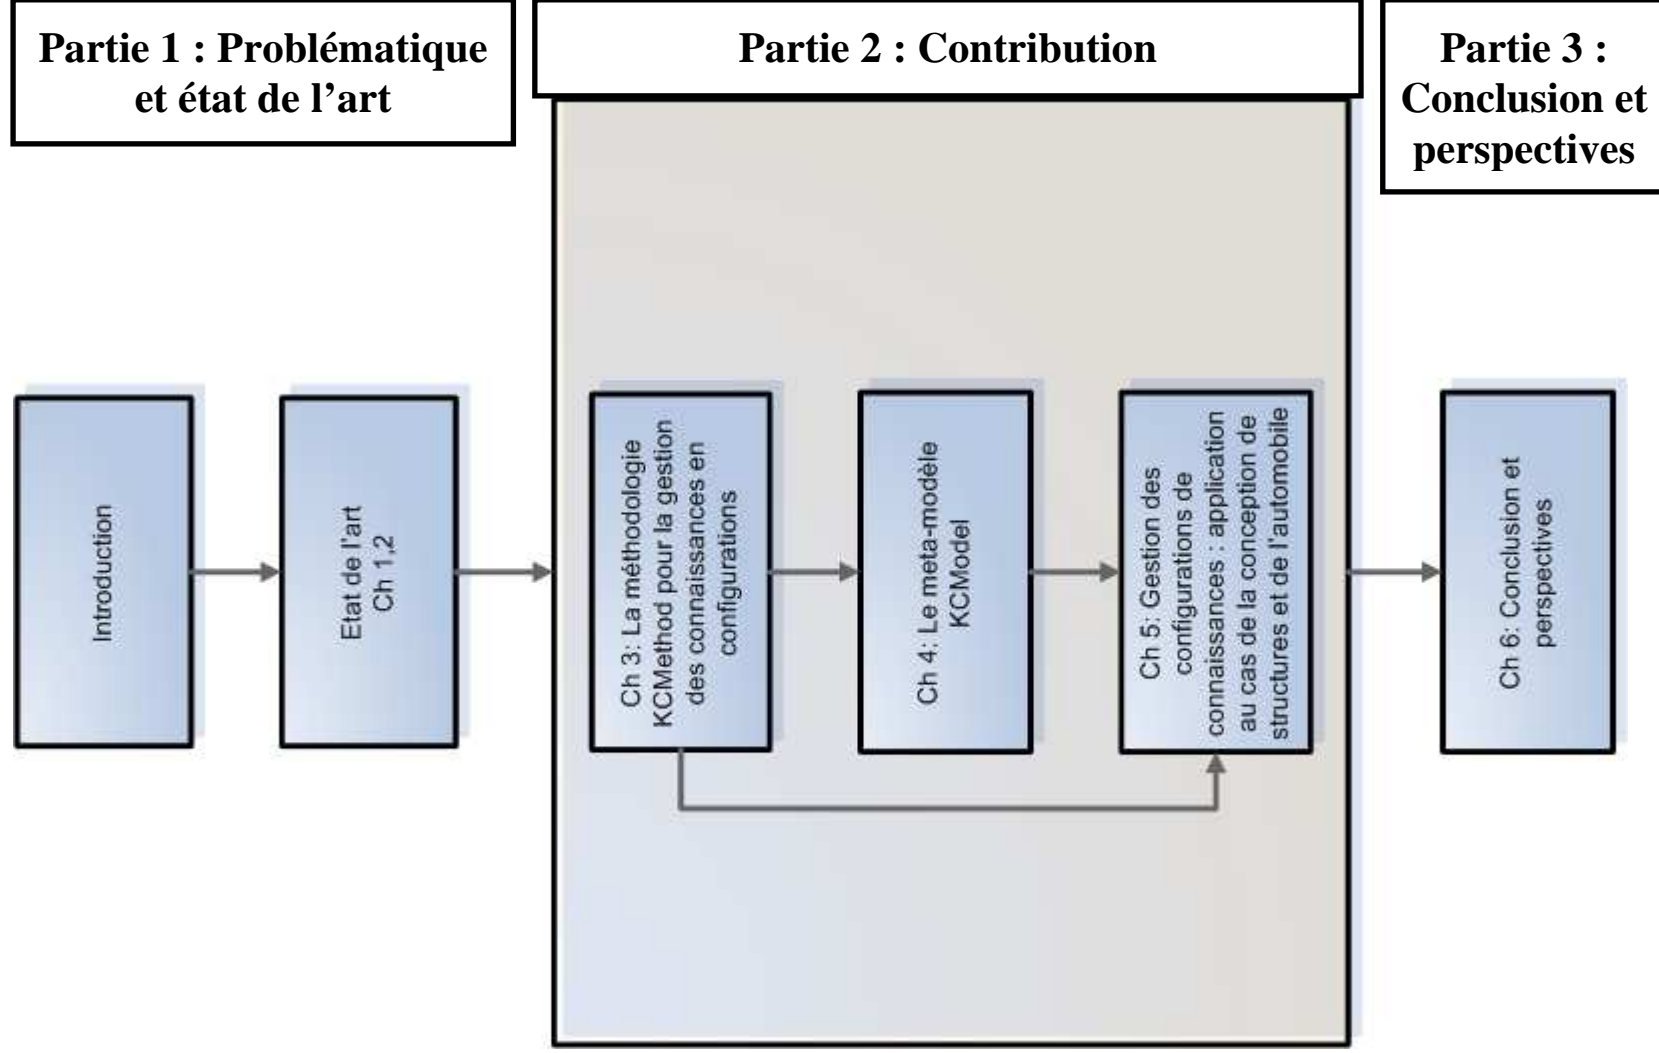 Partie 1 : Problématique
et état de l’art
Partie 2 : Contribution
Partie 3 :
Conclusion et
perspectives
Introduction
Etat de l'art
Ch 1,2
Ch 3: La méthodologie
KCMethod pour la gestion
des connaissances en
configurations
Ch 4: Le meta-modèle
KCModel
Ch 5: Gestion des
configurations de
connaissances : application
au cas de la conception de
structures et de l'automobile
Ch 6: Conclusion et
perspectives